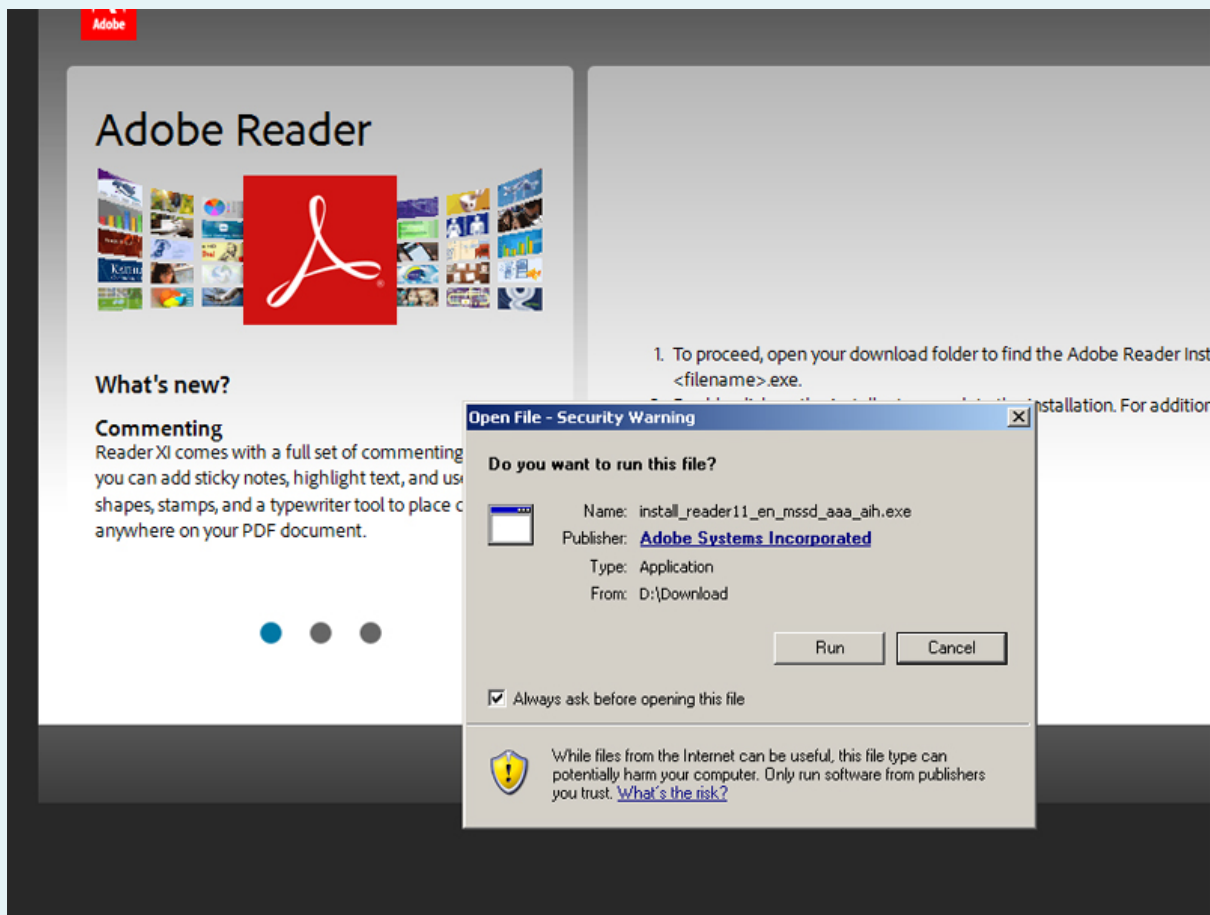 Adobe
Adobe Reader
What's new?
Commenting
Reader XI comes with a full set of commenting
you can add sticky notes, highlight text, and use
shapes, stamps, and a typewriter tool to place
anywhere on your PDF document.
1. To proceed, open your download folder to find the Adobe Reader Inst
<filename>.exe.
installation. For addition
Open File - Security Warning
Do you want to run this file?
Name: install_reader11_en_mssd_aaa_aih.exe
Publisher: Adobe Systems Incorporated
Type: Application
From: D:\Download
Run
Cancel
Always ask before opening this file
While files from the Internet can be useful, this file type can
potentially harm your computer. Only run software from publishers
you trust. What's the risk?